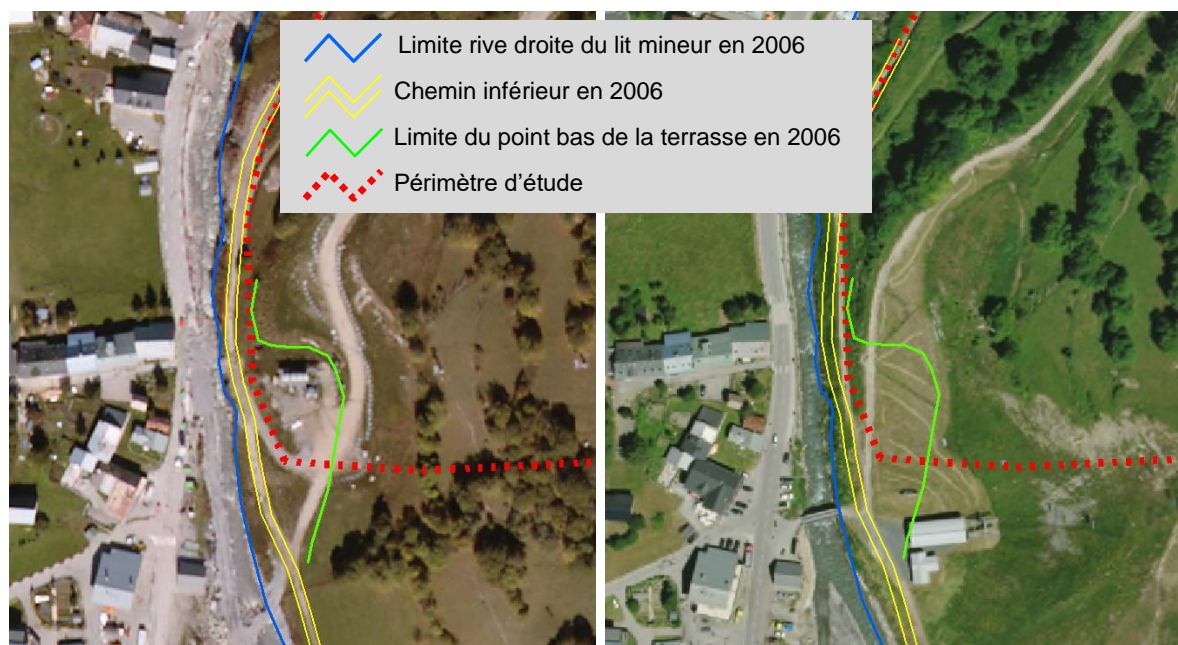 Limite rive droite du lit mineur en 2006
Chemin inférieur en 2006
Limite du point bas de la terrasse en 2006
Périmètre d’étude